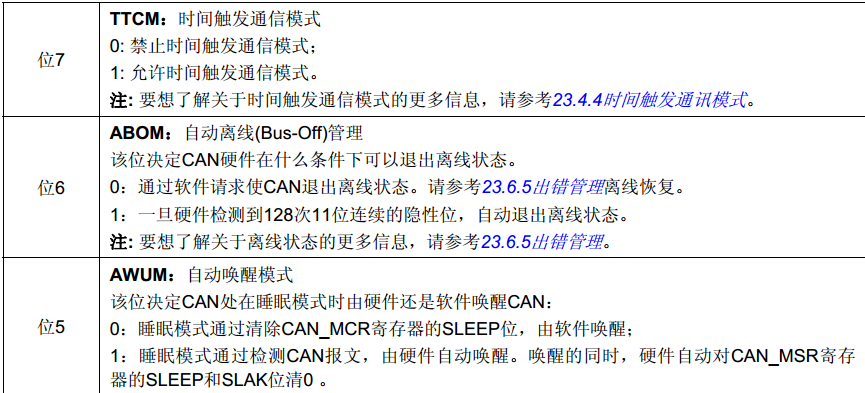 位7
TTCM：时间触发通信模式
0: 禁止时间触发通信模式；
1: 允许时间触发通信模式。
注: 要想了解关于时间触发通信模式的更多信息，请参考23.4.4时间触发通讯模式。
位6
ABOM：自动离线(Bus-Off)管理
该位决定CAN硬件在什么条件下可以退出离线状态。
0：通过软件请求使CAN退出离线状态。请参考23.6.5出错管理离线恢复。
1：一旦硬件检测到128次11位连续的隐性位，自动退出离线状态。
注: 要想了解关于离线状态的更多信息，请参考23.6.5出错管理。
位5
AWUM：自动唤醒模式
该位决定CAN处在睡眠模式时由硬件还是软件唤醒CAN：
0：睡眠模式通过清除CAN_MCR寄存器的SLEEP位，由软件唤醒；
1：睡眠模式通过检测CAN报文，由硬件自动唤醒。唤醒的同时，硬件自动对CAN_MSR寄存
器的SLEEP和SLAK位清0 。